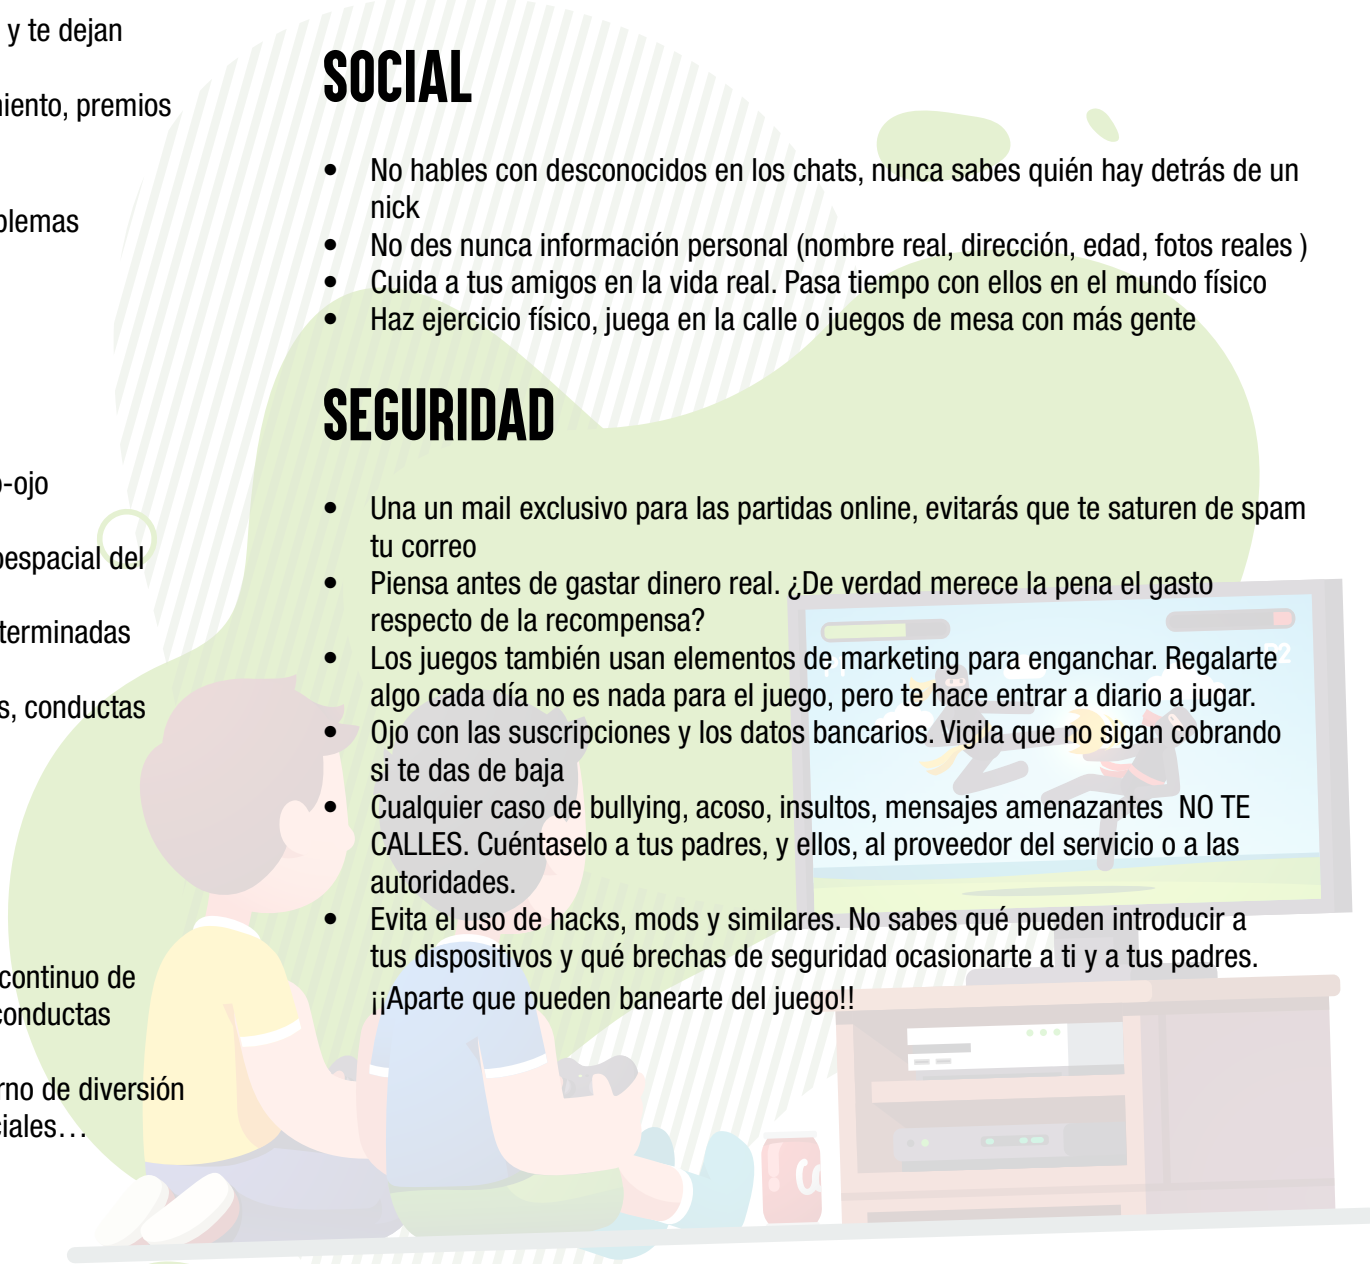 y te dejan
premios
-ojo
del
conductas
continuo de
conductas
de diversión
SOCIAL
• No hables con desconocidos en los chats, nunca sabes quién hay detrás de un
nick
• No des nunca información personal (nombre real, dirección, edad, fotos reales )
• Cuida a tus amigos en la vida real. Pasa tiempo con ellos en el mundo físico
• Haz ejercicio físico, juega en la calle o juegos de mesa con más gente
SEGURIDAD
• Una un mail exclusivo para las partidas online, evitarás que te saturen de spam
tu correo
• Piensa antes de gastar dinero real. ¿De verdad merece la pena el gasto
respecto de la recompensa?
• Los juegos también usan elementos de marketing para enganchar. Regalarte
algo cada día no es nada para el juego, pero te hace entrar a diario a jugar.
• Ojo con las suscripciones y los datos bancarios. Vigila que no sigan cobrando
si te das de baja
• Cualquier caso de bullying, acoso, insultos, mensajes amenazantes  NO TE
CALLES. Cuéntaselo a tus padres, y ellos, al proveedor del servicio o a las
autoridades.
• Evita el uso de hacks, mods y similares. No sabes qué pueden introducir a
tus dispositivos y qué brechas de seguridad ocasionarte a ti y a tus padres.
¡¡Aparte que pueden banearte del juego!!